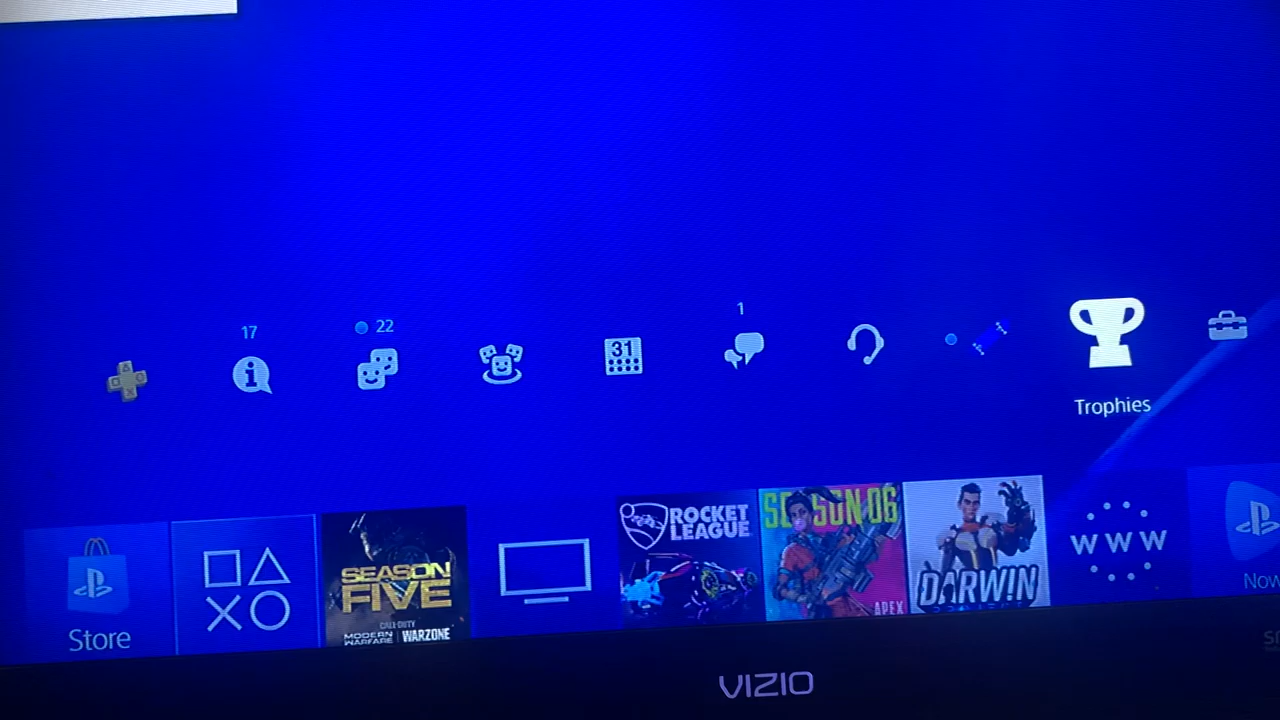 17
22
31
1
Trophies
Store
SEASON
FIVE
CALL OF DUTY
MODERN
WARFARE
WARZONE
ROCKET
LEAGUE
SEASON 06
APEX
DARWIN
WWW
Now
VIZIO